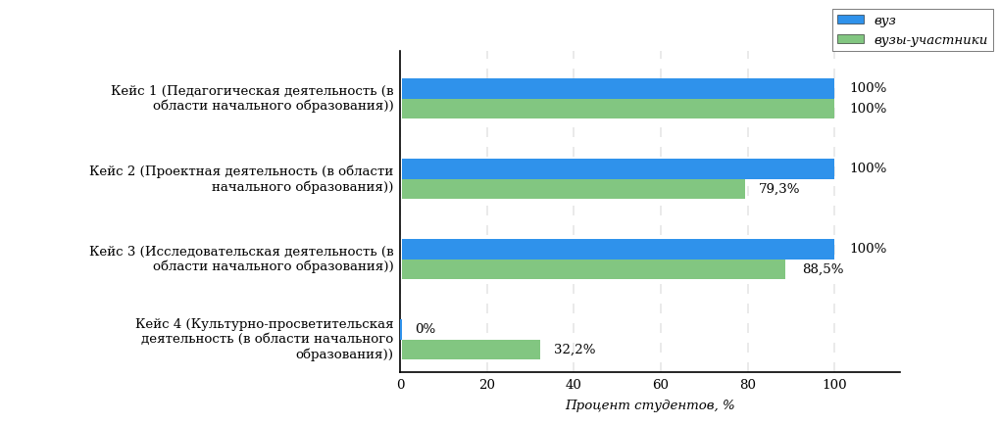 вуз
вузы-участники
Кейс 1 (Педагогическая деятельность (в
области начального образования))
100%
100%
Кейс 2 (Проектная деятельность (в области
начального образования))
100%
79,3%
Кейс 3 (Исследовательская деятельность (в
области начального образования))
100%
88,5%
Кейс 4 (Культурно-просветительская
деятельность (в области начального
образования))
0%
32,2%
0 20 40 60 80 100
Процент студентов, %